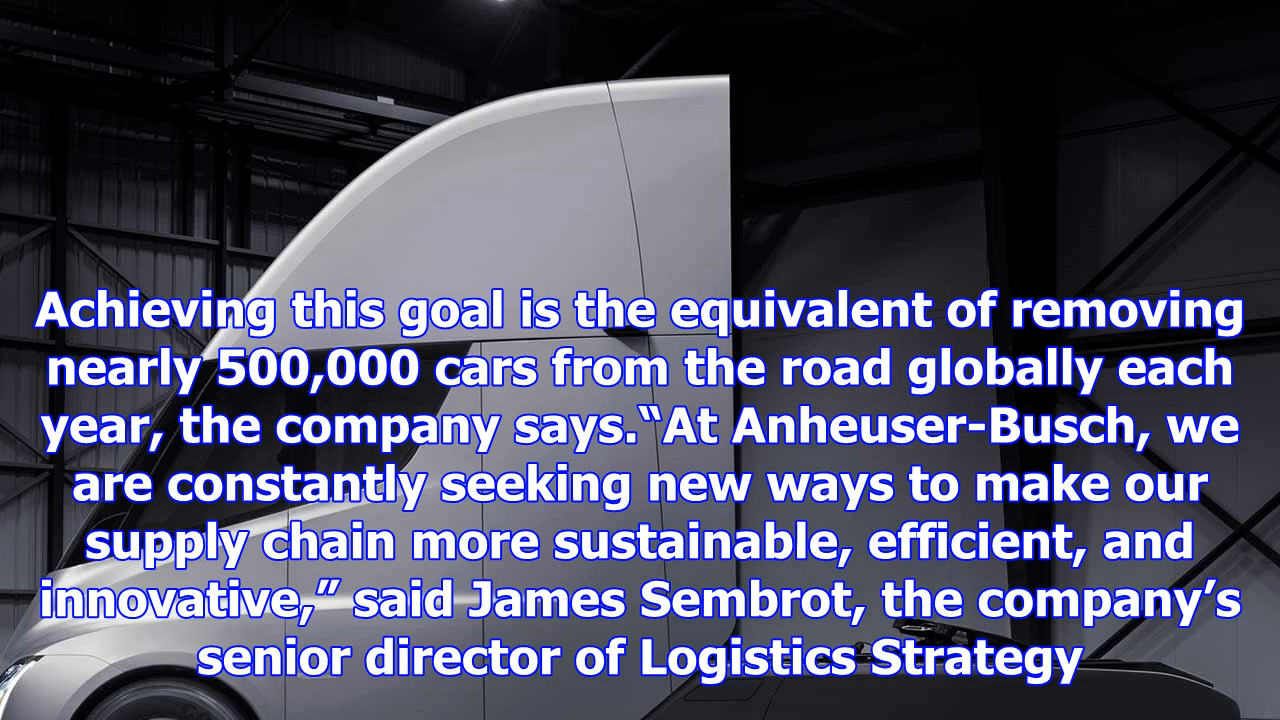 Achieving this goal is the equivalent of removing
nearly 500,000 cars from the road globally each
year, the company says.“At Anheuser-Busch, we
are constantly seeking new ways to make our
supply chain more sustainable, efficient, and
innovative,” said James Sembrot, the company’s
senior director of Logistics Strategy